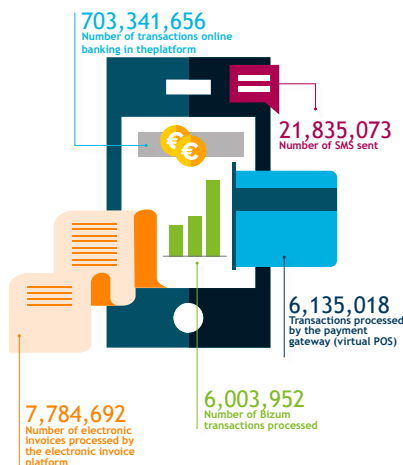 703,341,656
Number of transactions online
banking in theplatform
21,835,073
Number of SMS sent
€
€
6,135,018
Transactions processed
by the payment
gateway (virtual POS)
6,003,952
Number of Bizum
transactions processed
7,784,692
Number of electronic
invoices processed by
the electronic invoice
platform